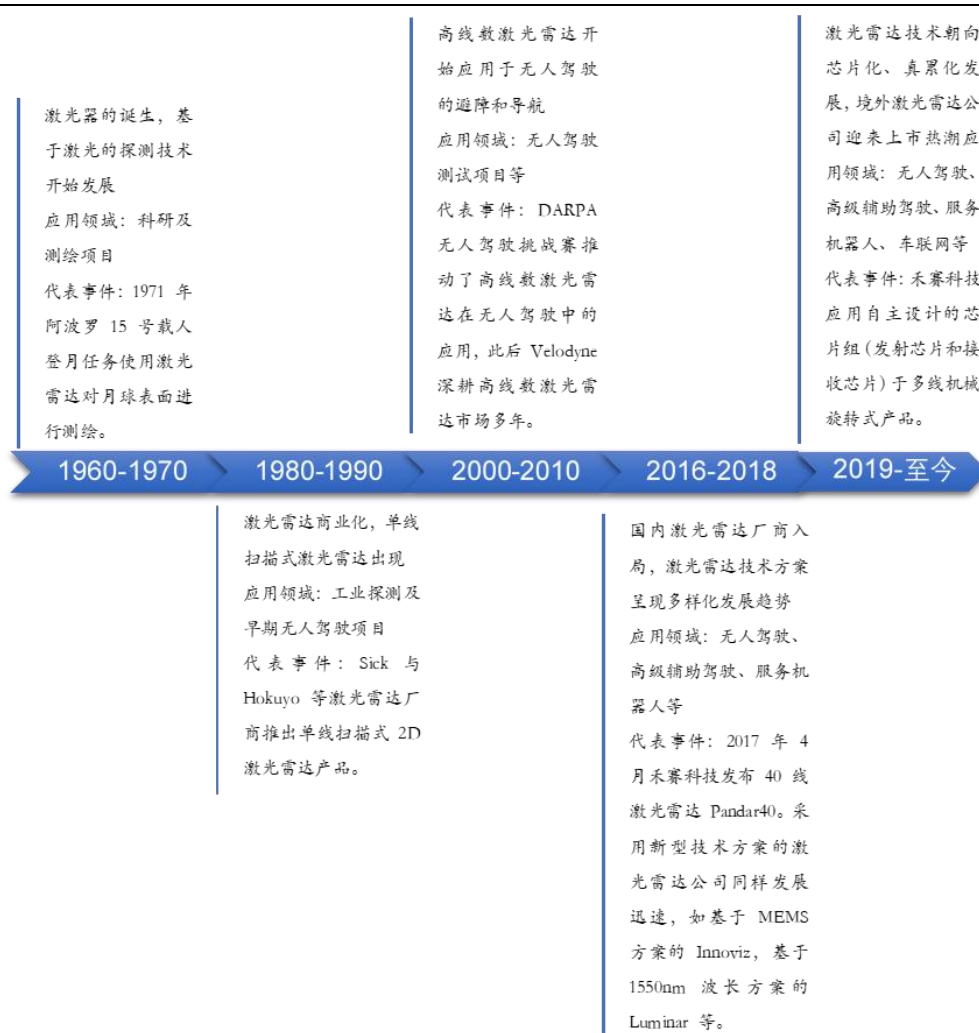 激光器的诞生，基
于激光的探测技术
开始发展
应用领域：科研及
测绘项目
代表事件：1971 年
阿波罗 15 号载人
登月任务使用激光
雷达对月球表面进
行测绘。
高线数激光雷达开
始应用于无人驾驶
的避障和导航
应用领域：无人驾驶
测试项目等
代表事件：DARPA
无人驾驶挑战赛推
动了高线数激光雷
达在无人驾驶中的
应用，此后 Velodyne
深耕高线数激光雷
达市场多年。
激光雷达技术朝向
芯片化、真累化发
展，境外激光雷达公
司迎来上市热潮应
用领域：无人驾驶、
高级辅助驾驶、服务
机器人、车联网等
代表事件：禾赛科技
应用自主设计的芯
片组（发射芯片和接
收芯片）于多线机械
旋转式产品。
1960-1970 1980-1990 2000-2010 2016-2018 2019-至今
激光雷达商业化，单线
扫描式激光雷达出现
应用领域：工业探测及
早期无人驾驶项目
代表事件：Sick 与
Hokuyo 等激光雷达厂
商推出单线扫描式 2D
激光雷达产品。
国内激光雷达厂商入
局，激光雷达技术方案
呈现多样化发展趋势
应用领域：无人驾驶、
高级辅助驾驶、服务机
器人等
代表事件：2017 年 4
月禾赛科技发布 40 线
激光雷达 Pandar40。采
用新型技术方案的激
光雷达公司同样发展
迅速，如基于 MEMS
方案的 Innoviz，基于
1550nm 波长方案的
Luminar 等。